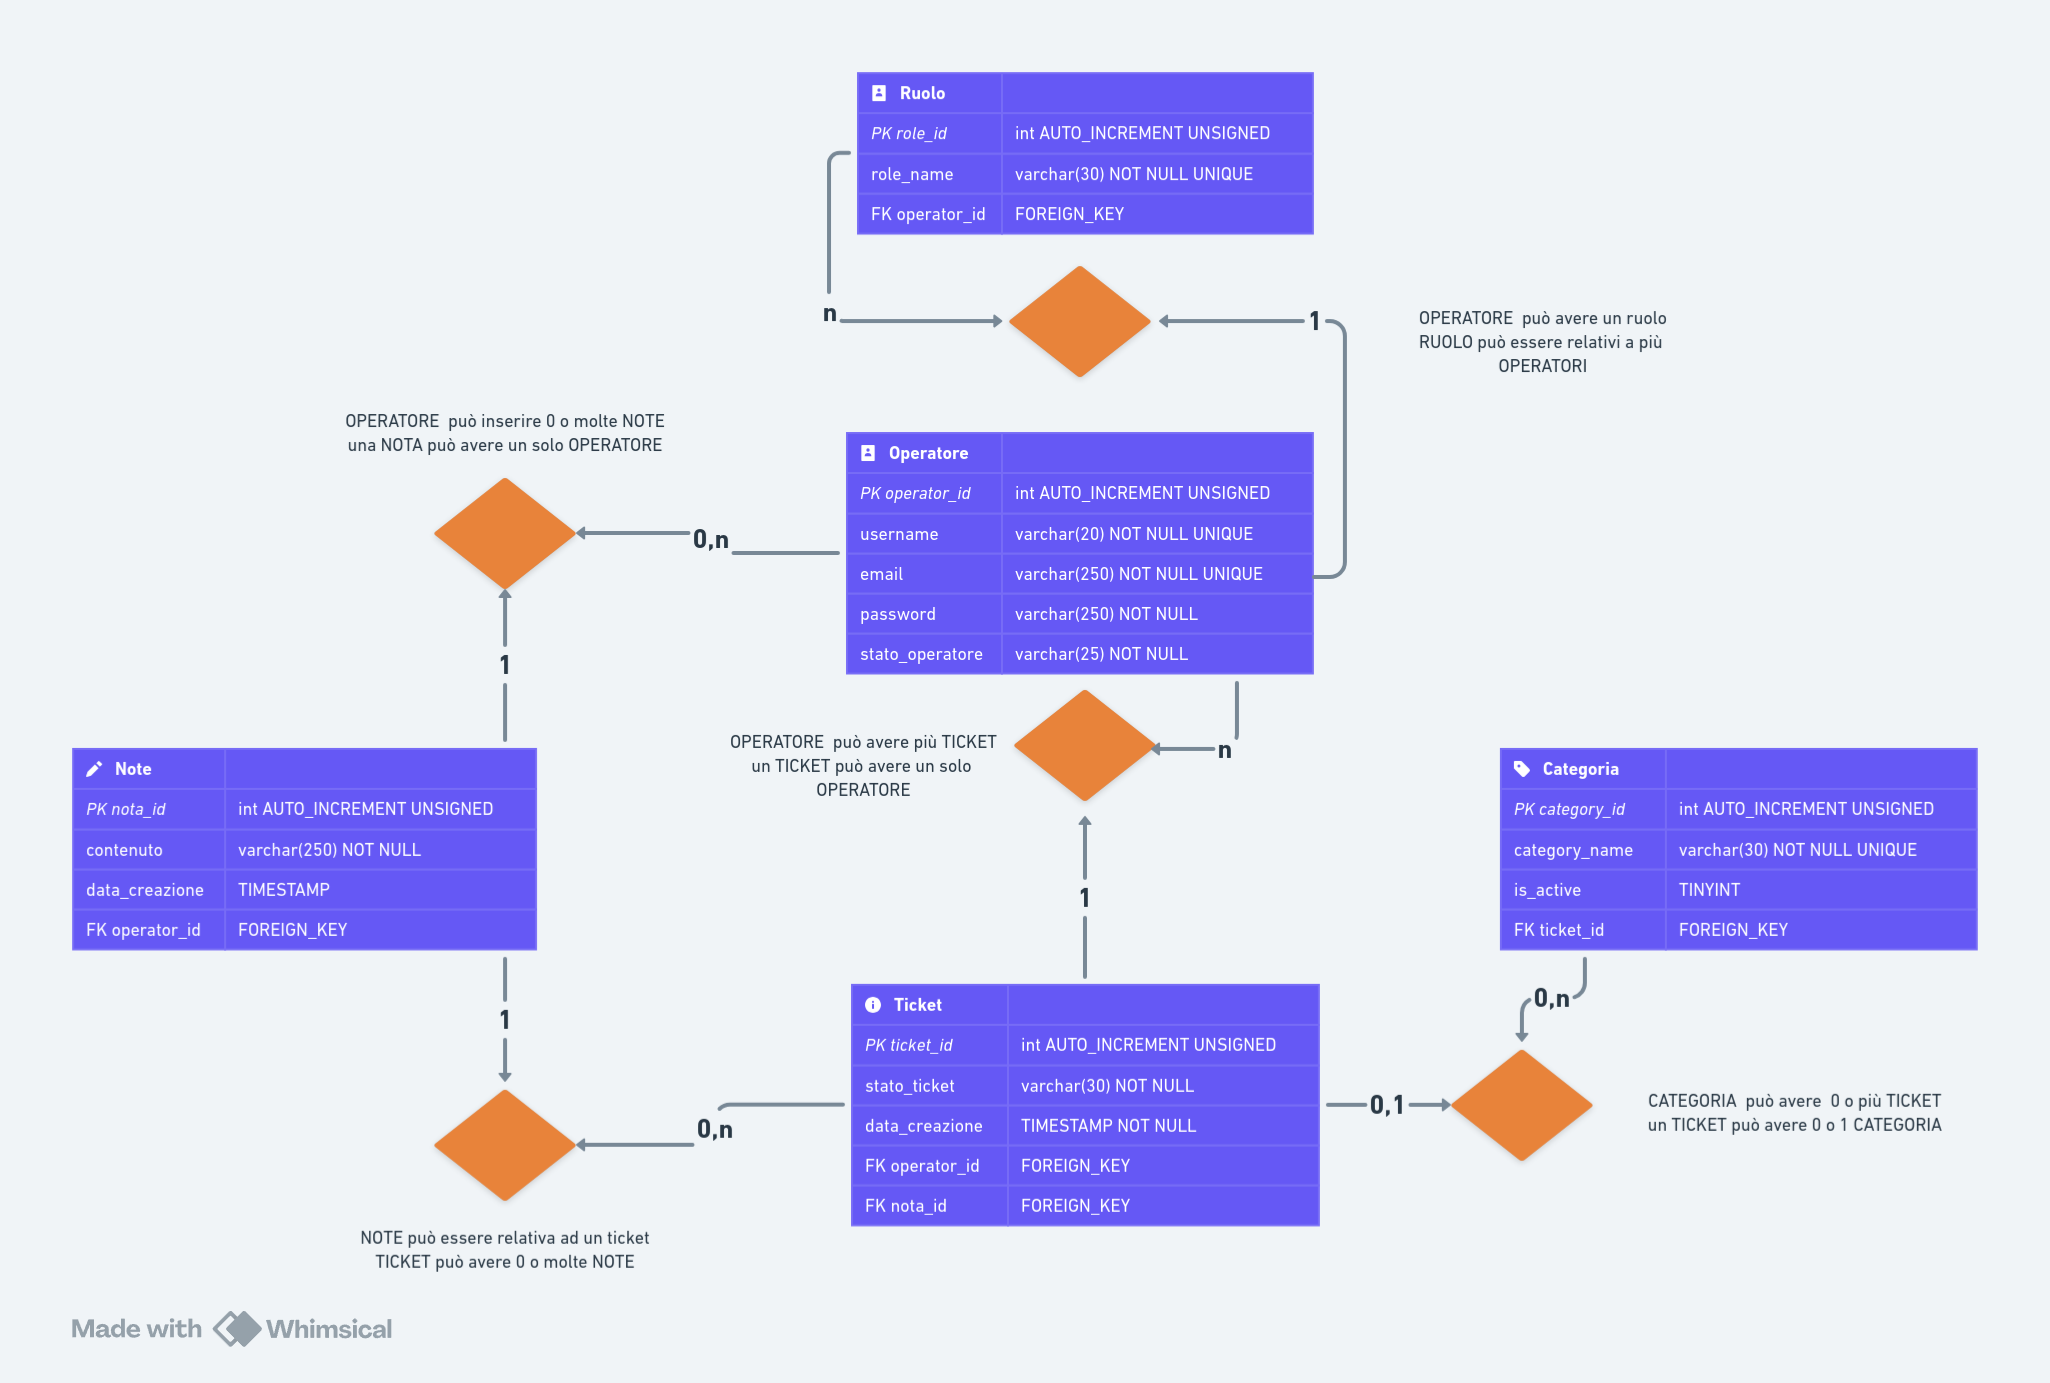 Ruolo
PK role_id int AUTO_INCREMENT UNSIGNED
role_name varchar(30) NOT NULL UNIQUE
FK operator_id FOREIGN_KEY
n
1
OPERATORE può avere un ruolo
RUOLO può essere relativi a più
OPERATORI
OPERATORE può inserire 0 o molte NOTE
una NOTA può avere un solo OPERATORE
0,n
1
Operatore
PK operator_id int AUTO_INCREMENT UNSIGNED
username varchar(20) NOT NULL UNIQUE
email varchar(250) NOT NULL UNIQUE
password varchar(250) NOT NULL
stato_operatore varchar(25) NOT NULL
OPERATORE può avere più TICKET
un TICKET può avere un solo
OPERATORE
n
1
Note
PK nota_id int AUTO_INCREMENT UNSIGNED
contenuto varchar(250) NOT NULL
data_creazione TIMESTAMP
FK operator_id FOREIGN_KEY
Categoria
PK category_id int AUTO_INCREMENT UNSIGNED
category_name varchar(30) NOT NULL UNIQUE
is_active TINYINT
FK ticket_id FOREIGN_KEY
1
0,n
Ticket
PK ticket_id int AUTO_INCREMENT UNSIGNED
stato_ticket varchar(30) NOT NULL
data_creazione TIMESTAMP NOT NULL
FK operator_id FOREIGN_KEY
FK nota_id FOREIGN_KEY
0,n
0,1
CATEGORIA può avere 0 o più TICKET
un TICKET può avere 0 o 1 CATEGORIA
NOTE può essere relativa ad un ticket
TICKET può avere 0 o molte NOTE
Made with Whimsical